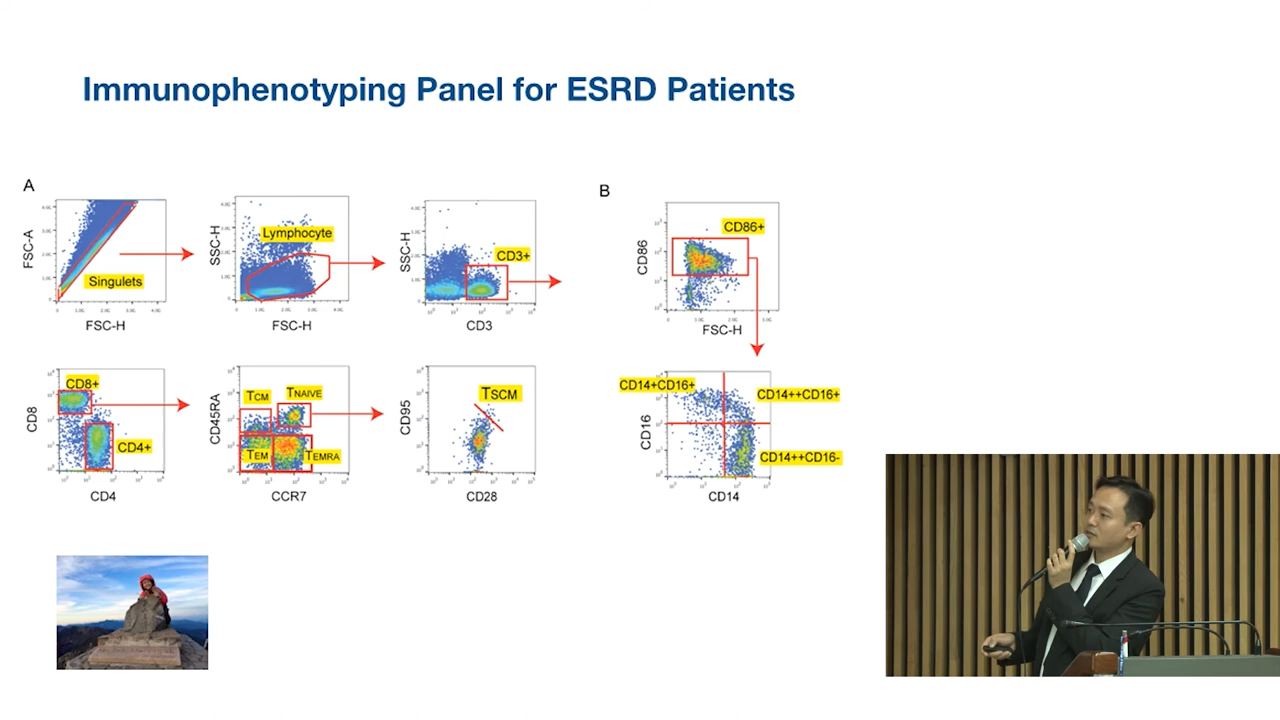 Immunophenotyping Panel for ESRD Patients
A
FSC-A
Singulets
FSC-H
SSC-H
Lymphocyte
FSC-H
SSC-H
CD3+
CD3
CD8
CD8+
CD4+
CD4
CD45RA
TCM
TNAIVE
TEM
TEMRA
CCR7
CD95
TSCM
CD28
B
CD86
CD86+
FSC-H
CD16
CD14+CD16+
CD14++CD16+
CD14++CD16-
CD14